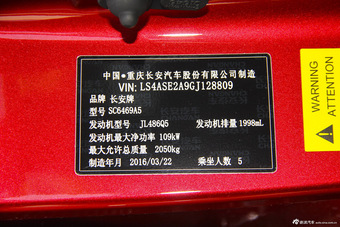 中国●重庆长安汽车股份有限公司制造
VIN: LS4ASE2A9GJ128809
品牌 长安牌
型号 SC6469A5
发动机型号 JL486Q5 发动机排量 1998mL
发动机最大净功率 109kW
最大允许总质量 2050kg
制造年月 2016/03/22 乘坐人数 5
WARNING
ATTENTION